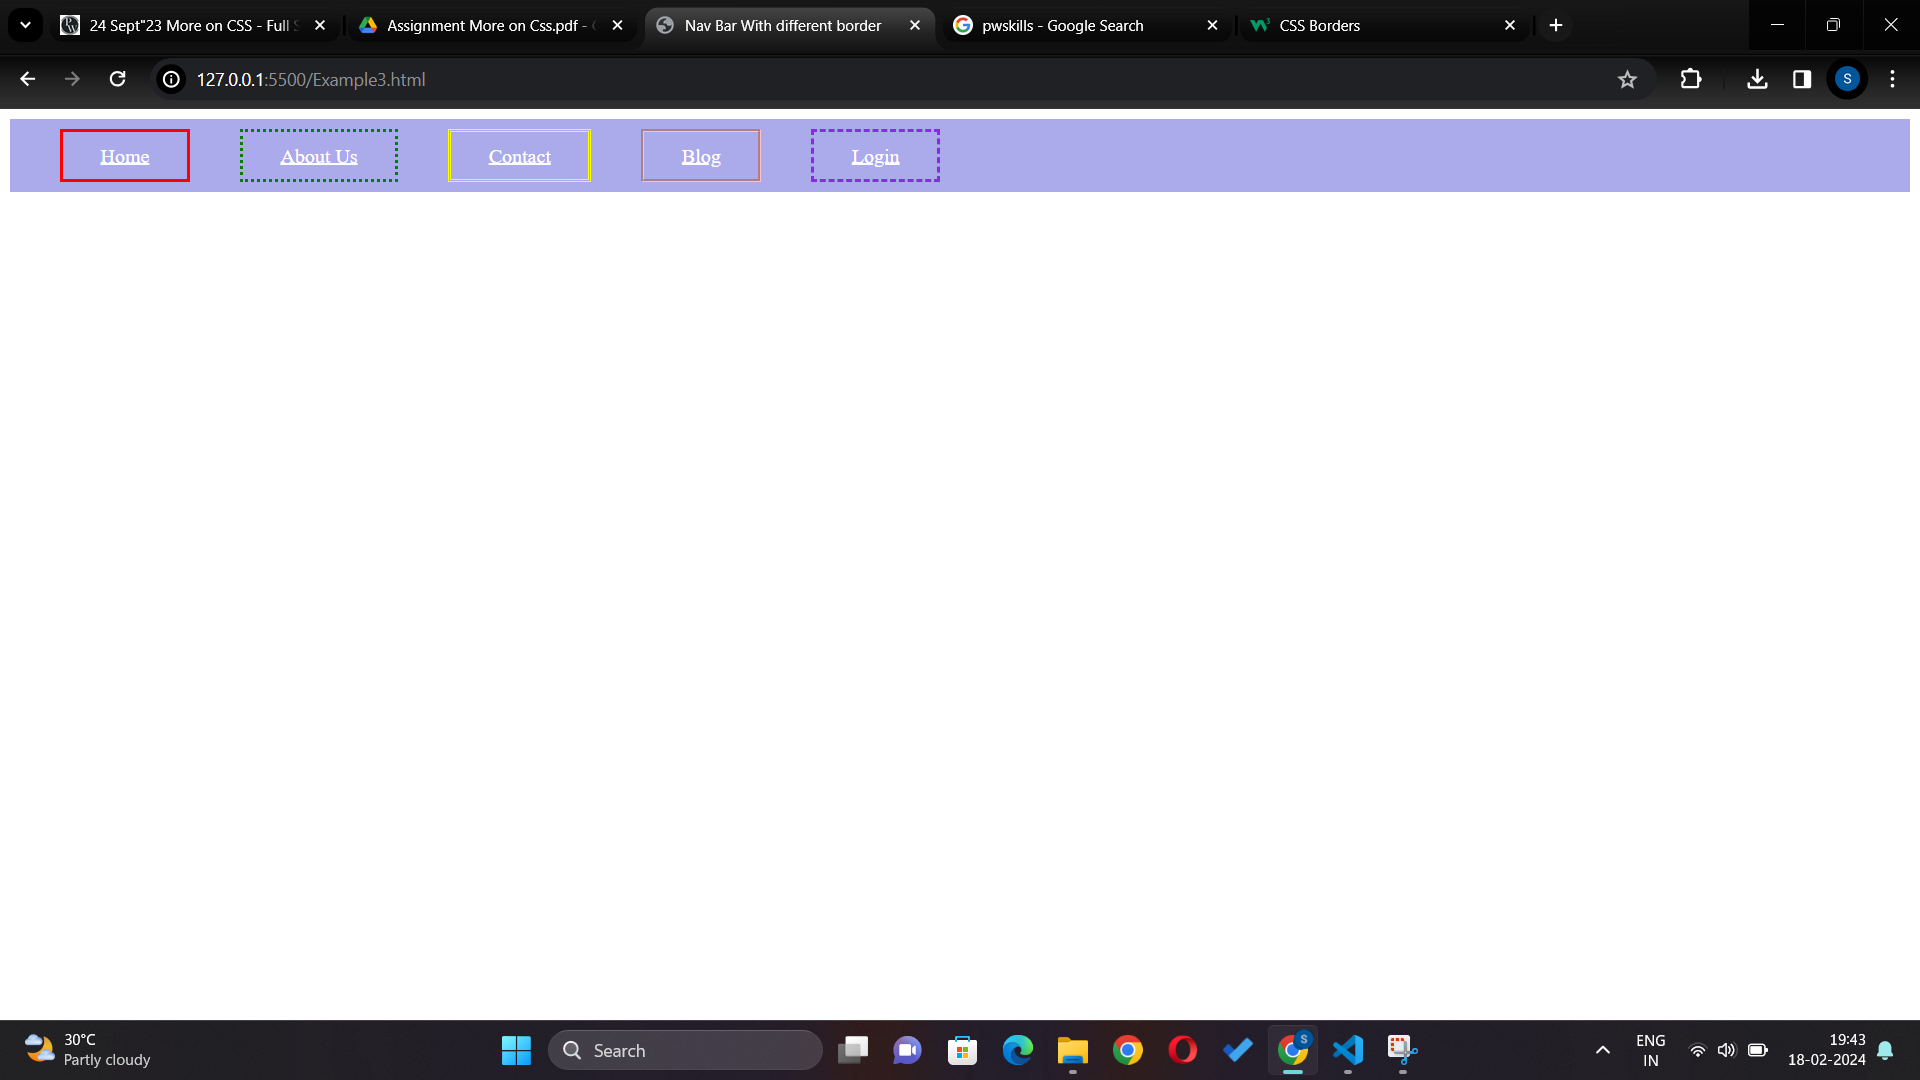 24 Sept"23 More on CSS - Full S
Assignment More on Css.pdf - G
Nav Bar With different border
pwskills - Google Search
CSS Borders
127.0.0.1:5500/Example3.html
S
Home
About Us
Contact
Blog
Login
30°C
Partly cloudy
Search
S
ENG
IN
19:43
18-02-2024